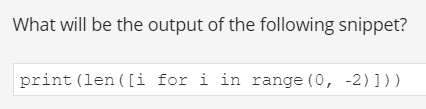 What will be the output of the following snippet?
print(len([i for i in range(0, -2)]))